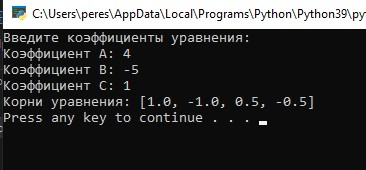 C:\Users\peres\AppData\Local\Programs\Python\Python39\py
Введите коэффициенты уравнения:
Коэффициент A: 4
Коэффициент B: -5
Коэффициент C: 1
Корни уравнения: [1.0, -1.0, 0.5, -0.5]
Press any key to continue . . .